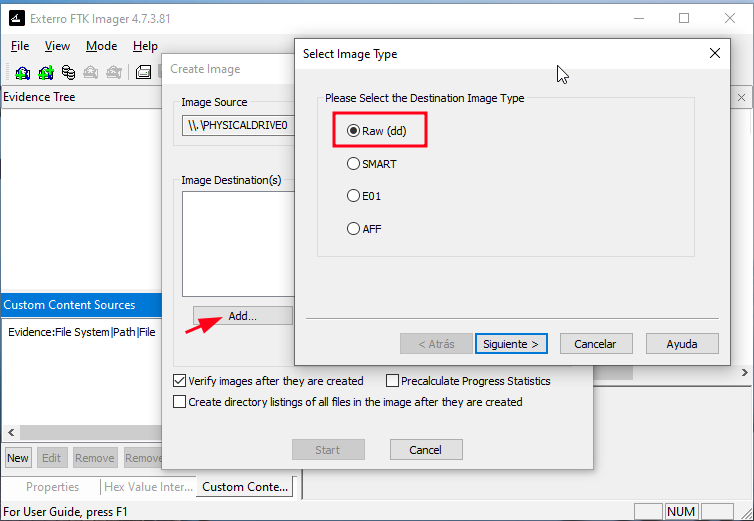 Exterro FTK Imager 4.7.3.81
File View Mode Help
Evidence Tree
Custom Content Sources
Evidence:File System|Path|File
New Edit Remove Remove
Properties Hex Value Inter... Custom Conte...
For User Guide, press F1
NUM
Create Image
Image Source
\\.\PHYSICALDRIVE0
Image Destination(s)
Add...
Verify images after they are created
Precalculate Progress Statistics
Create directory listings of all files in the image after they are created
Start Cancel
Select Image Type
Please Select the Destination Image Type
Raw (dd)
SMART
E01
AFF
< Atrás Siguiente > Cancelar Ayuda